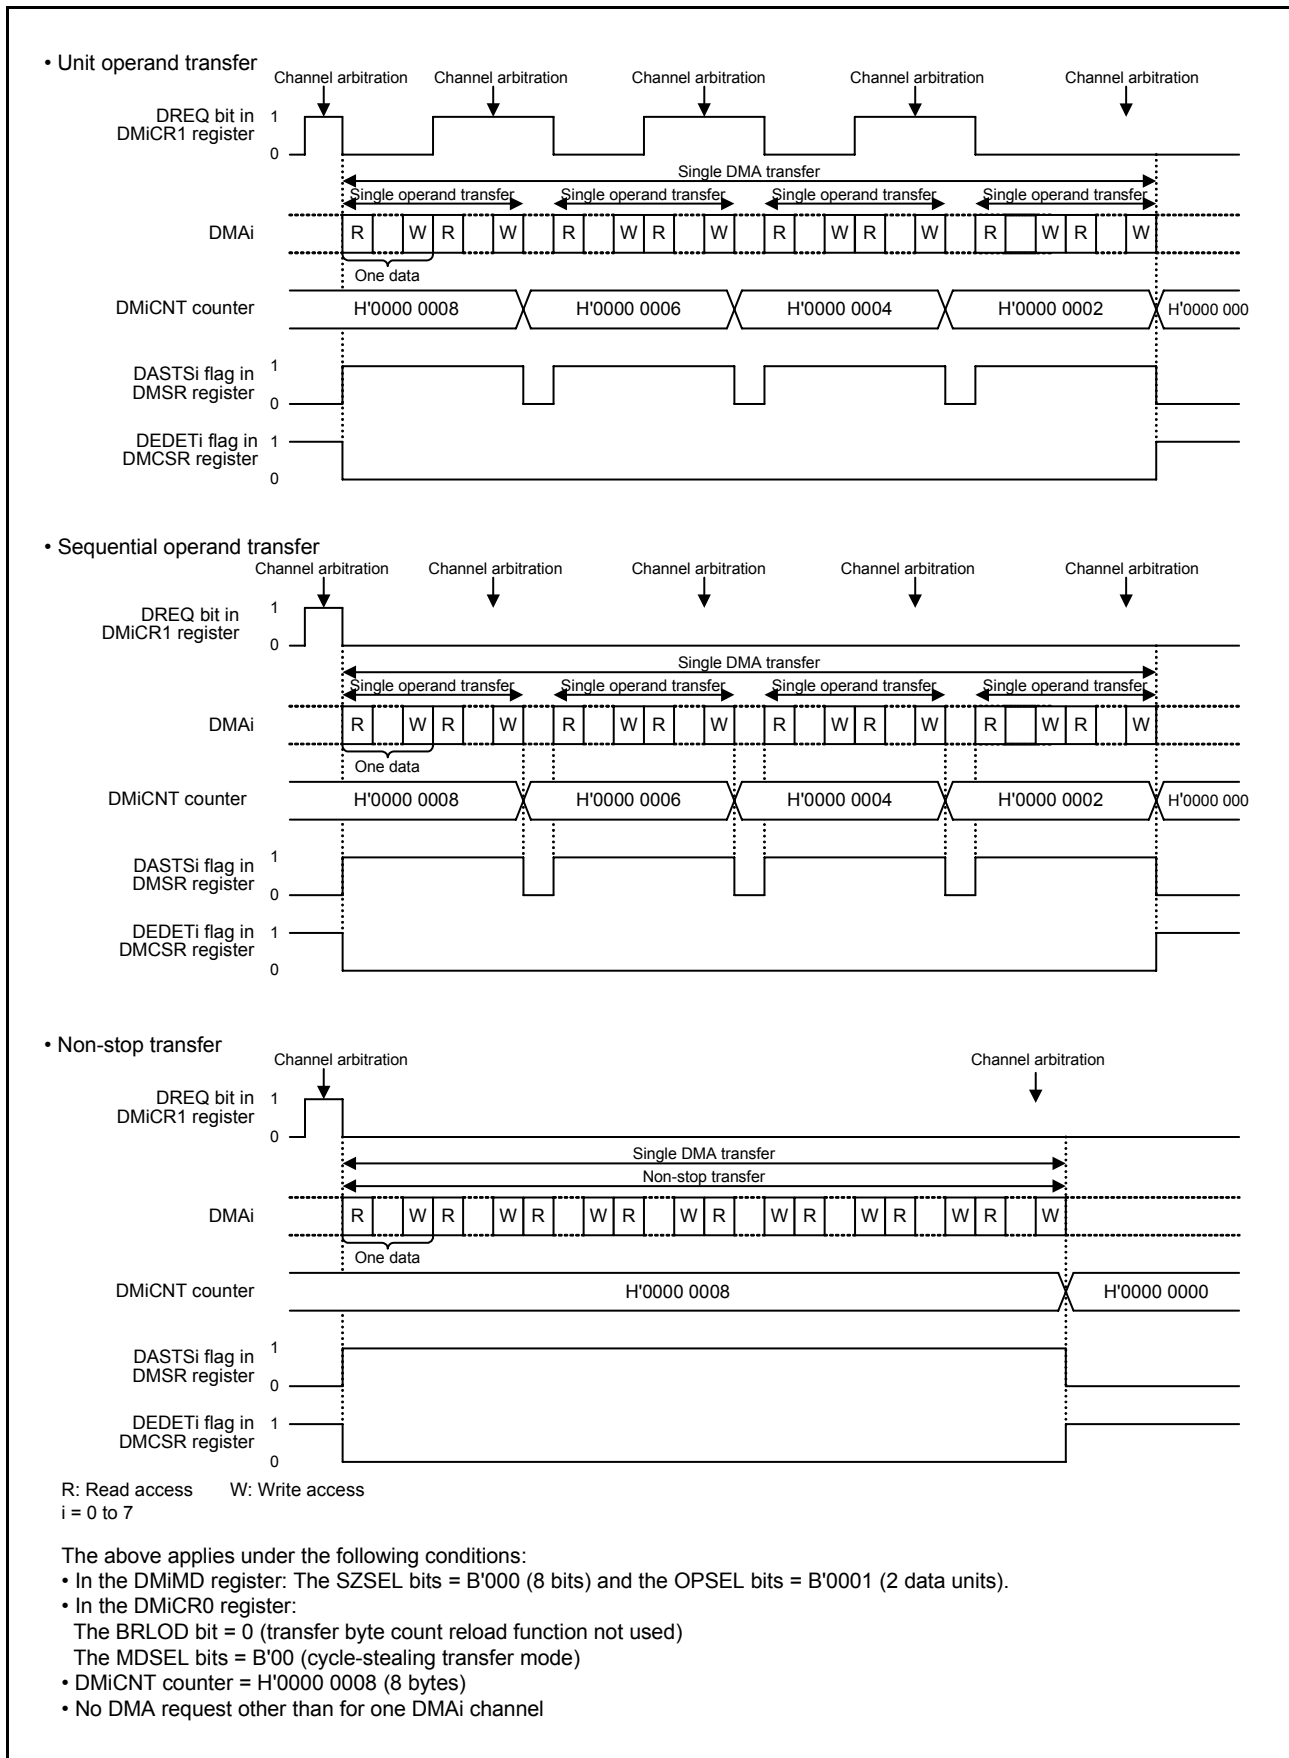 • Unit operand transfer
Channel arbitration Channel arbitration Channel arbitration Channel arbitration Channel arbitration
DREQ bit in
DMiCR1 register
1
0
Single DMA transfer
Single operand transfer Single operand transfer Single operand transfer Single operand transfer
DMAi R W R W R W R W R W R W R W R W
One data
DMiCNT counter H'0000 0008 H'0000 0006 H'0000 0004 H'0000 0002 H'0000 000
DASTSi flag in
DMSR register
1
0
DEDETi flag in
DMCSR register
1
0
• Sequential operand transfer
Channel arbitration Channel arbitration Channel arbitration Channel arbitration Channel arbitration
DREQ bit in
DMiCR1 register
1
0
Single DMA transfer
Single operand transfer Single operand transfer Single operand transfer Single operand transfer
DMAi R W R W R W R W R W R W R W R W
One data
DMiCNT counter H'0000 0008 H'0000 0006 H'0000 0004 H'0000 0002 H'0000 000
DASTSi flag in
DMSR register
1
0
DEDETi flag in
DMCSR register
1
0
• Non-stop transfer
Channel arbitration Channel arbitration
DREQ bit in
DMiCR1 register
1
0
Single DMA transfer
Non-stop transfer
DMAi R W R W R W R W R W R W R W R W
One data
DMiCNT counter H'0000 0008 H'0000 0000
DASTSi flag in
DMSR register
1
0
DEDETi flag in
DMCSR register
1
0
R: Read access W: Write access
i = 0 to 7
The above applies under the following conditions:
• In the DMiMD register: The SZSEL bits = B'000 (8 bits) and the OPSEL bits = B'0001 (2 data units).
• In the DMiCR0 register:
The BRLOD bit = 0 (transfer byte count reload function not used)
The MDSEL bits = B'00 (cycle-stealing transfer mode)
• DMiCNT counter = H'0000 0008 (8 bytes)
• No DMA request other than for one DMAi channel